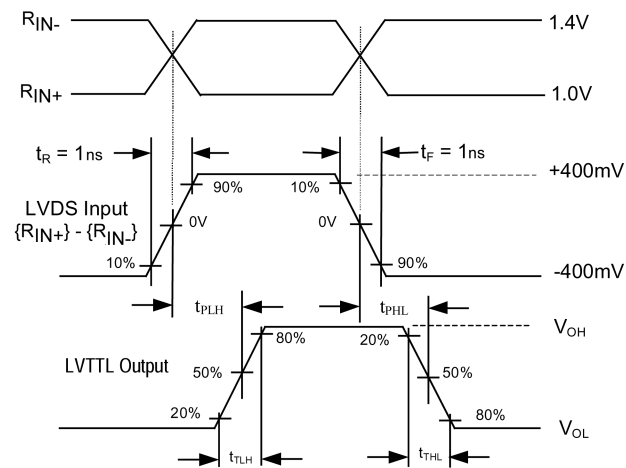 RIN-
1.4V
RIN+
1.0V
tR = 1ns
tF = 1ns
+400mV
90%
10%
LVDS Input
{RIN+} - {RIN-}
0V
0V
10%
90%
-400mV
tPLH
tPHL
VOH
80%
20%
LVTTL Output
50%
50%
20%
80%
VOL
tTLH
tTHL